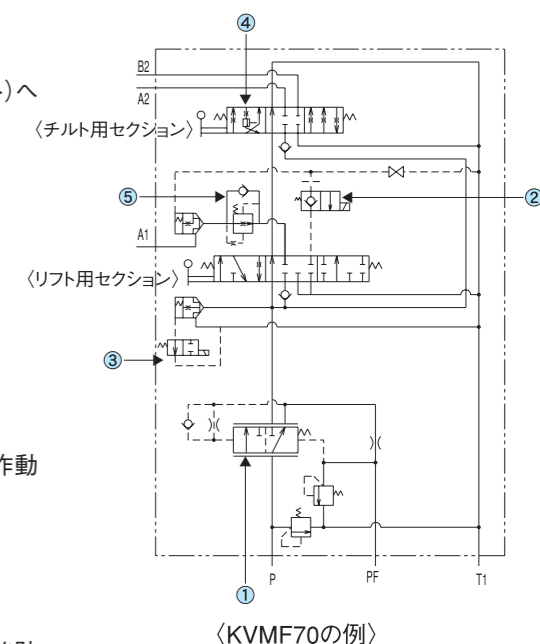 ④
B2
ト)へ
A2
〈チルト用セクション〉
⑤
②
A1
〈リフト用セクション〉
③
作動
P
PF
T1
①
〈KVMF70の例〉